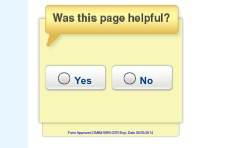 Was this page helpful?
Yes
No